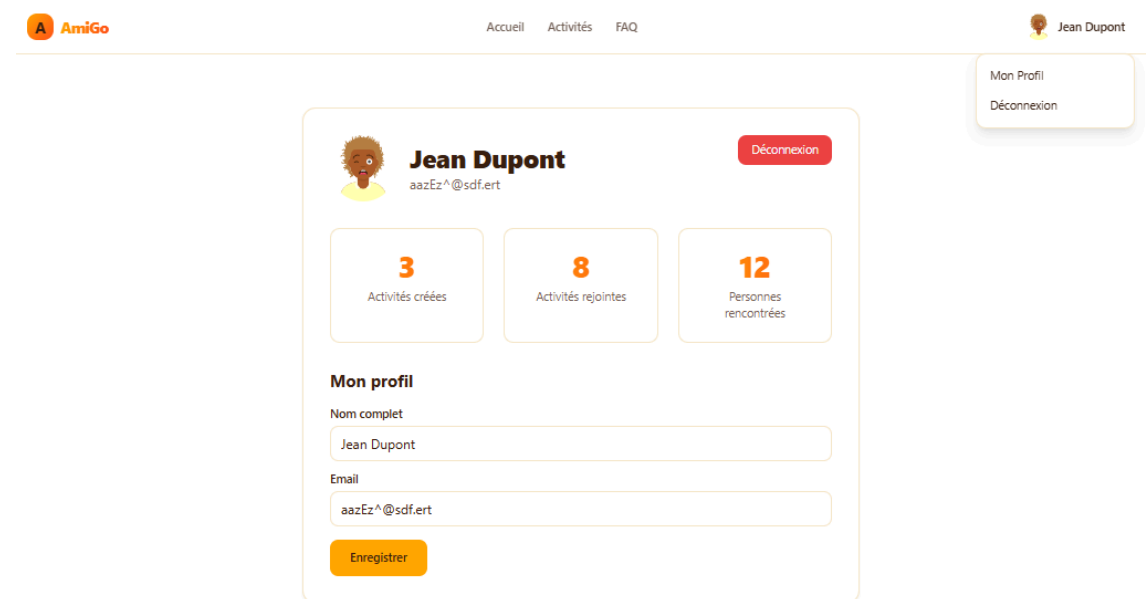 A AmiGo
Accueil Activités FAQ
Jean Dupont
Mon Profil
Déconnexion
Jean Dupont
aazEz^@sdf.ert
Déconnexion
3
Activités créées
8
Activités rejointes
12
Personnes
rencontrées
Mon profil
Nom complet
Jean Dupont
Email
aazEz^@sdf.ert
Enregistrer